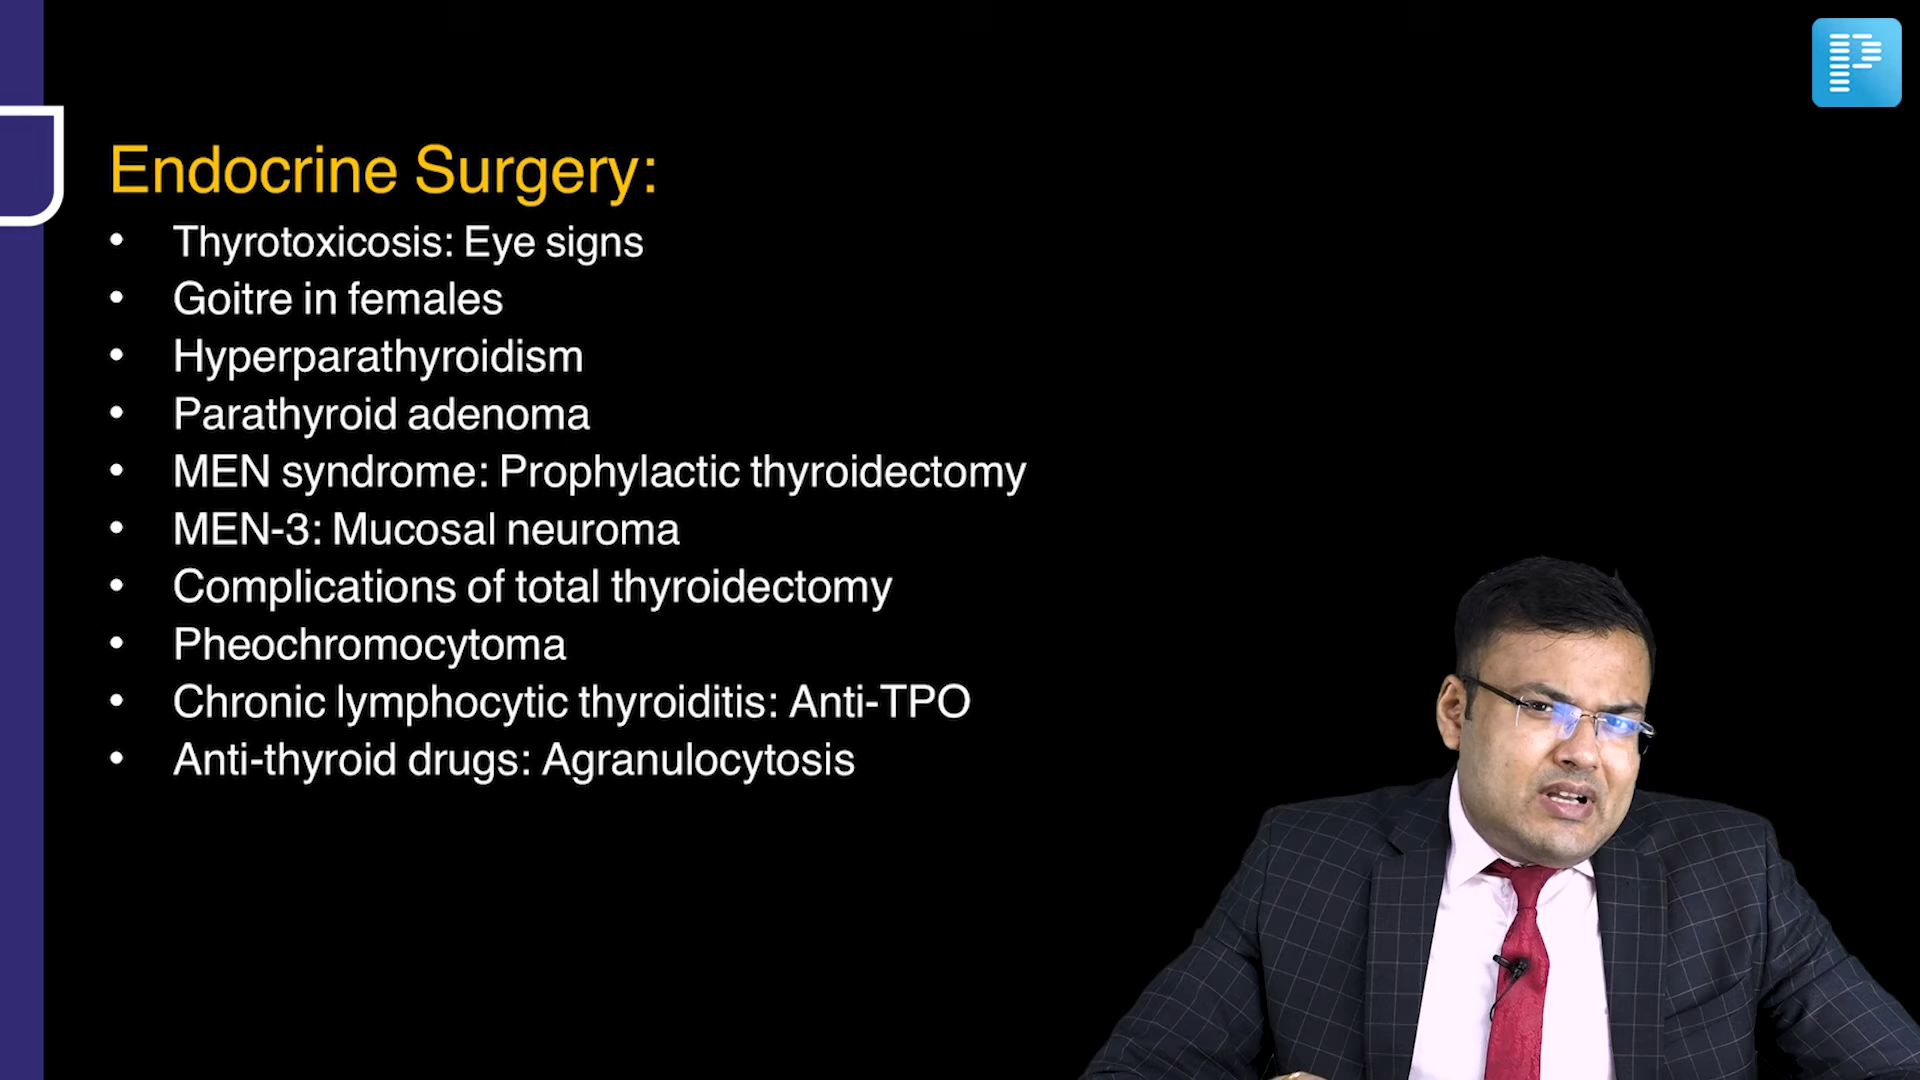 Endocrine Surgery:
• Thyrotoxicosis: Eye signs
• Goitre in females
• Hyperparathyroidism
• Parathyroid adenoma
• MEN syndrome: Prophylactic thyroidectomy
• MEN-3: Mucosal neuroma
• Complications of total thyroidectomy
• Pheochromocytoma
• Chronic lymphocytic thyroiditis: Anti-TPO
• Anti-thyroid drugs: Agranulocytosis
P